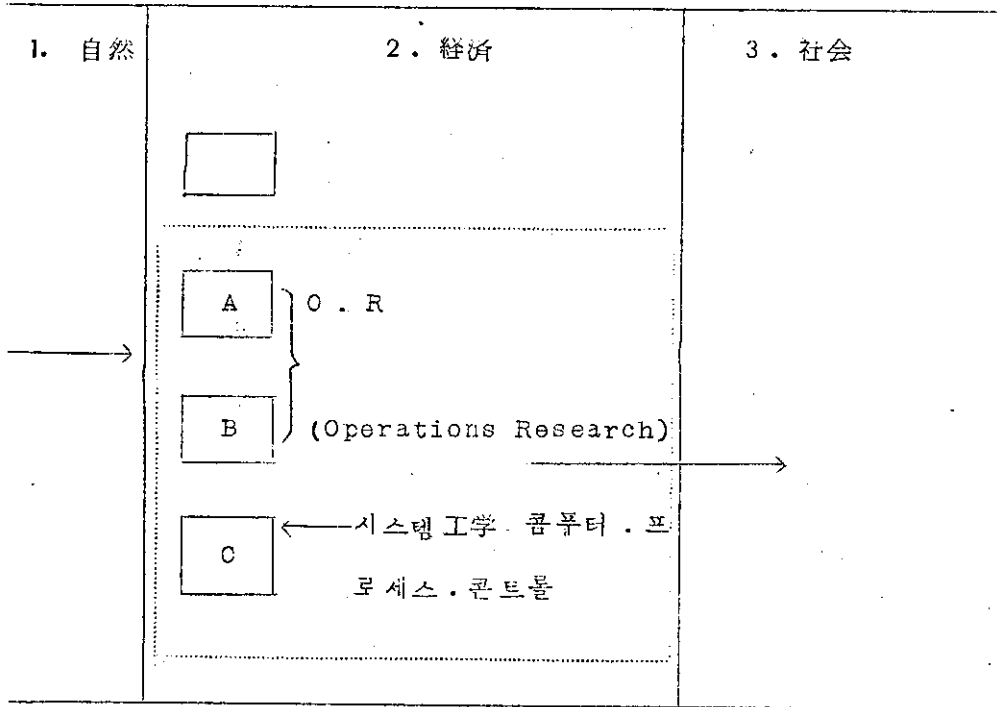 1. 自然
2. 経済
3. 社会
A
O . R
B
(Operations Research)
C
시스템工学 콤퓨터 . 프
로세스 . 콘트롤